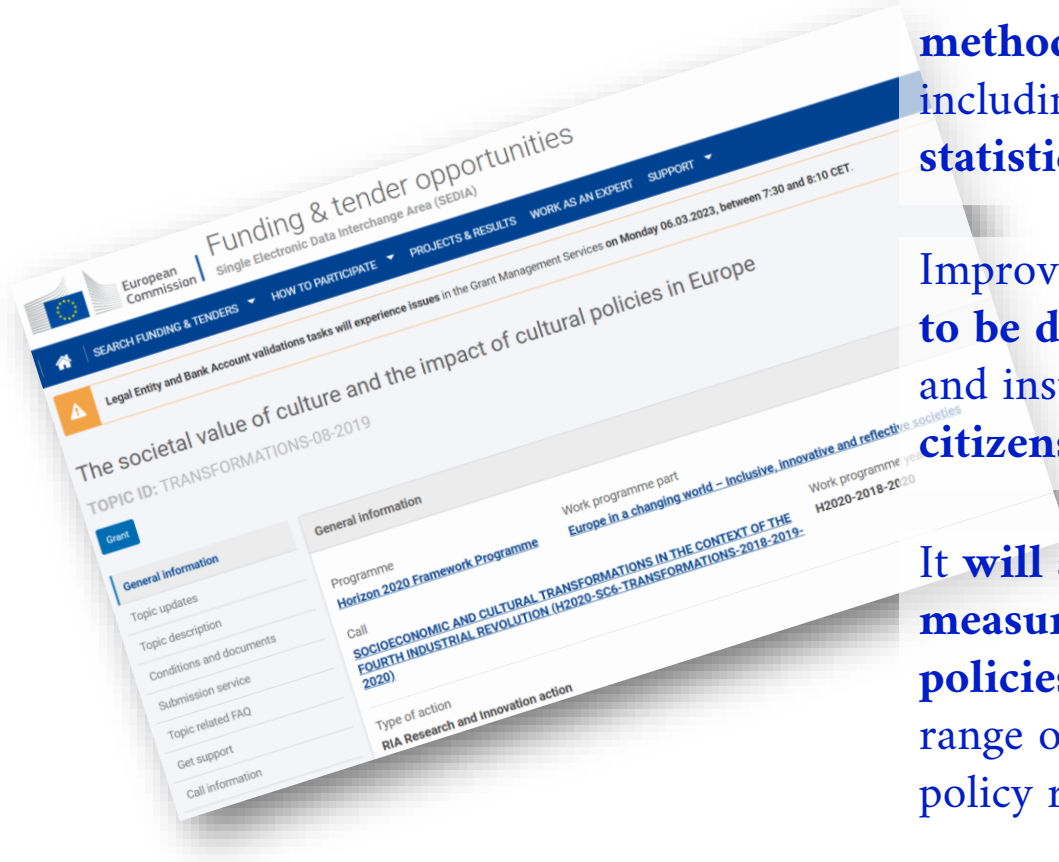 European
Commission
Funding & tender opportunities
Single Electronic Data Interchange Area (SEDIA)
SEARCH FUNDING & TENDERS
HOW TO PARTICIPATE
PROJECTS & RESULTS
WORK AS AN EXPERT
SUPPORT
Legal Entity and Bank Account validations tasks will experience issues in the Grant Management Services on Monday 06.03.2023, between 7:30 and 8:10 CET.
The societal value of culture and the impact of cultural policies in Europe
TOPIC ID: TRANSFORMATIONS-08-2019
Grant
General information
Topic updates
Topic description
Conditions and documents
Submission service
Topic related FAQ
Get support
Call information
General information
Programme
Horizon 2020 Framework Programme
Work programme part
Europe in a changing world – Inclusive, innovative and reflective societies
Call
SOCIOECONOMIC AND CULTURAL TRANSFORMATIONS IN THE CONTEXT OF THE
FOURTH INDUSTRIAL REVOLUTION (H2020-SC6-TRANSFORMATIONS-2018-2019-
2020)
Work programme
H2020-2018-2020
Type of action
RIA Research and Innovation action
to be
and
It will
range
policy